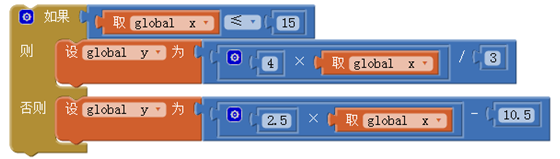 如果 取 global x ≤ 15
则 设 global y 为 4 × 取 global x / 3
否则 设 global y 为 2.5 × 取 global x - 10.5